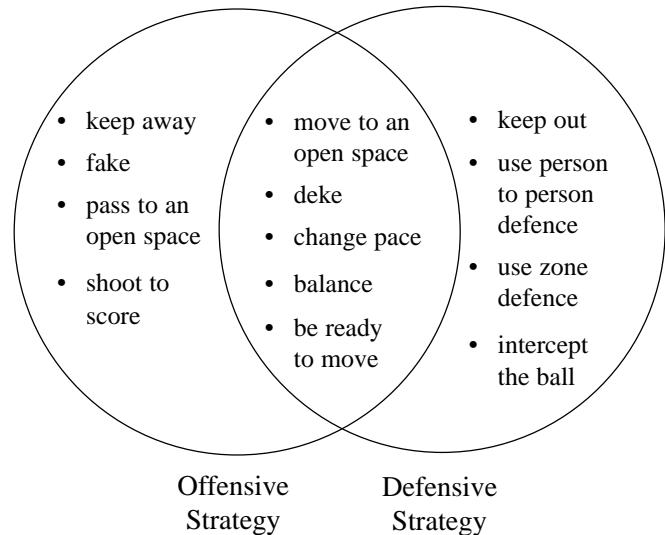 • keep away
• fake
• pass to an
open space
• shoot to
score
• move to an
open space
• deke
• change pace
• balance
• be ready
to move
• keep out
• use person
to person
defence
• use zone
defence
• intercept
the ball
Offensive
Strategy
Defensive
Strategy